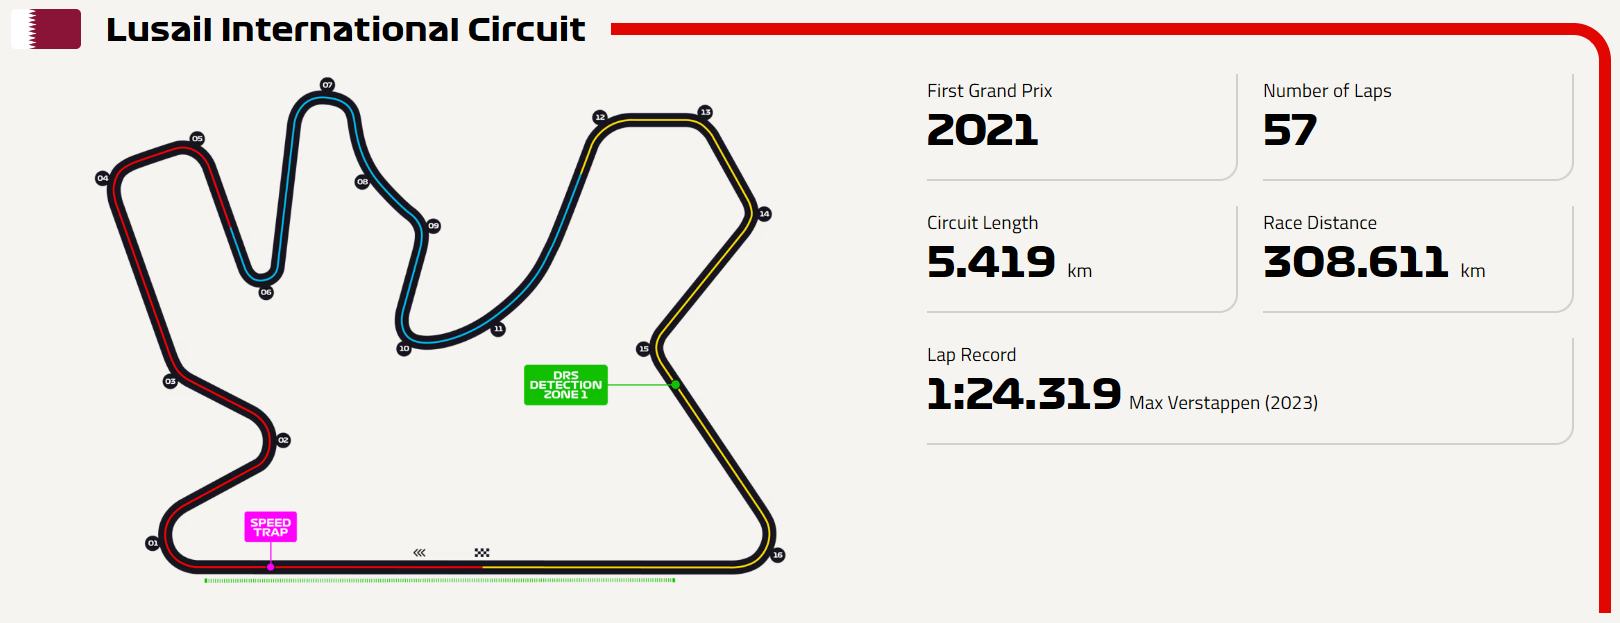 Lusail International Circuit
First Grand Prix
2021
Number of Laps
57
Circuit Length
5.419 km
Race Distance
308.611 km
Lap Record
1:24.319 Max Verstappen (2023)
07
12
13
05
04
08
14
09
06
11
10
15
DRS
DETECTION
ZONE 1
03
02
SPEED
TRAP
01
16